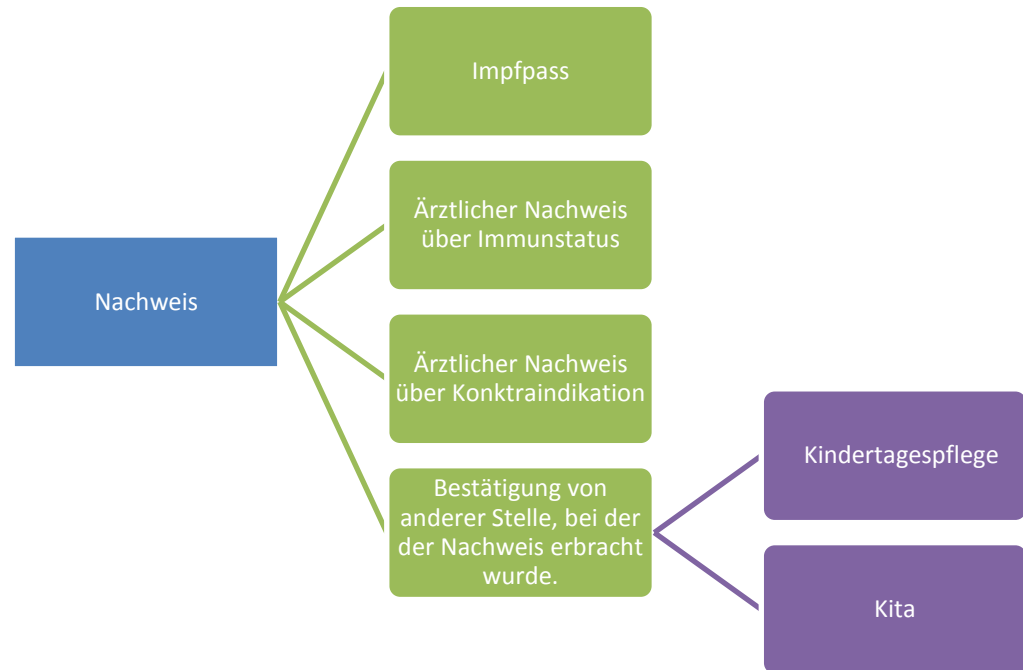 Nachweis
Impfpass
Ärztlicher Nachweis
über Immunstatus
Ärztlicher Nachweis
über Konktraindikation
Bestätigung von
anderer Stelle, bei der
der Nachweis erbracht
wurde.
Kindertagespflege
Kita